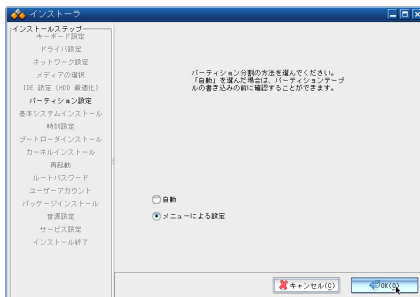 インストーラ
インストールステップ
キーボード設定
ドライバ設定
ネットワーク設定
メディアの選択
IDE 設定 (HDD 最適化)
パーティション設定
基本システムインストール
時刻設定
ブートローダインストール
カーネルインストール
再起動
ルートパスワード
ユーザーアカウント
パッケージインストール
音源設定
サービス設定
インストール終了
パーティション分割の方法を選んでください。
「自動」を選んだ場合は、パーティションテーブ
ルの書き込みの前に確認することができます。
自動
メニューによる設定
キャンセル(C)
OK(O)